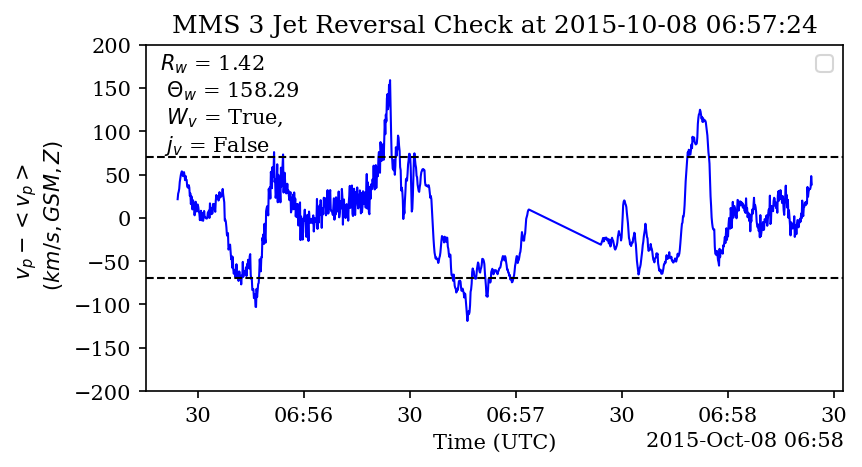 MMS 3 Jet Reversal Check at 2015-10-08 06:57:24
R_w = 1.42
Θ_w = 158.29
W_v = True,
j_v = False
v_p − < v_p >
(km/s, GSM, Z)
200
150
100
50
0
−50
−100
−150
−200
30 06:56 30 06:57 30 06:58 30
Time (UTC)
2015-Oct-08 06:58